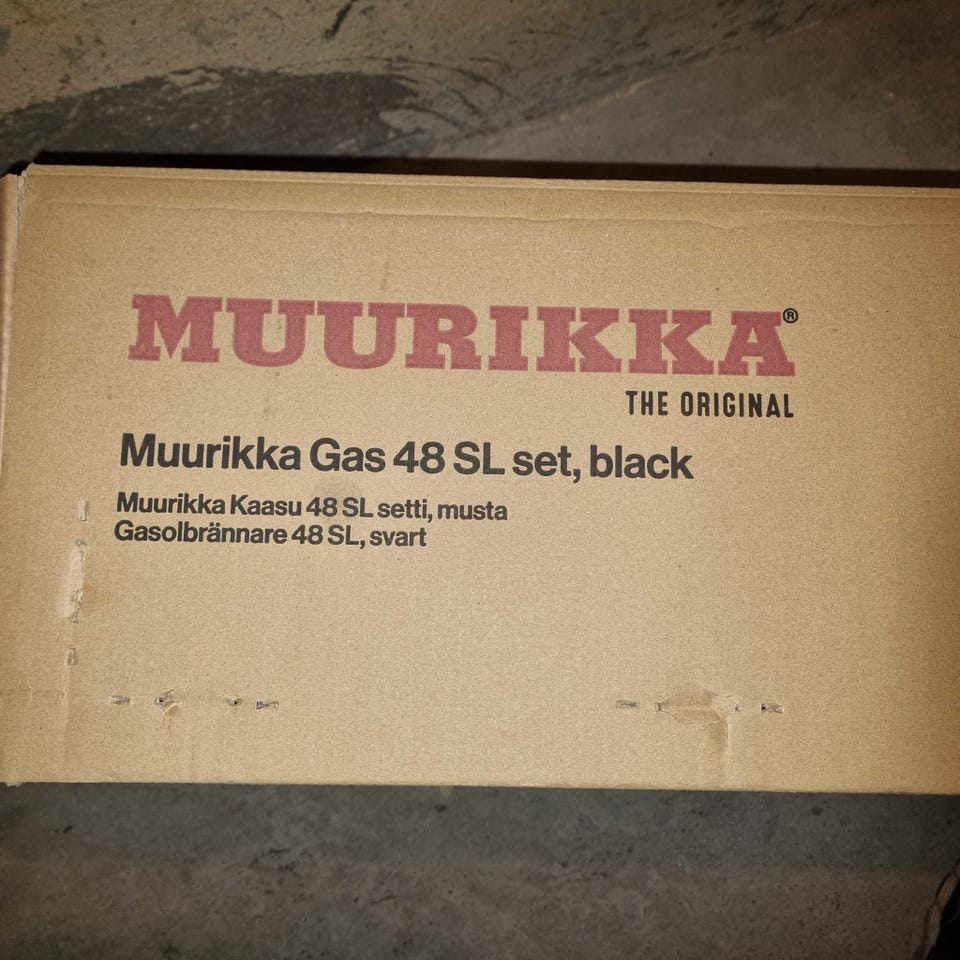 MUURIKKA®
THE ORIGINAL
Muurikka Gas 48 SL set, black
Muurikka Kaasu 48 SL setti, musta
Gasolbrännare 48 SL, svart